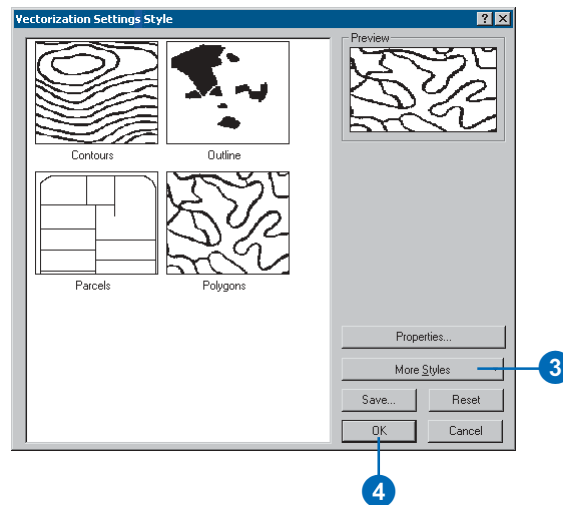 Vectorization Settings Style
Preview
Contours
Outline
Parcels
Polygons
Properties...
More Styles
3
Save...
Reset
OK
Cancel
4